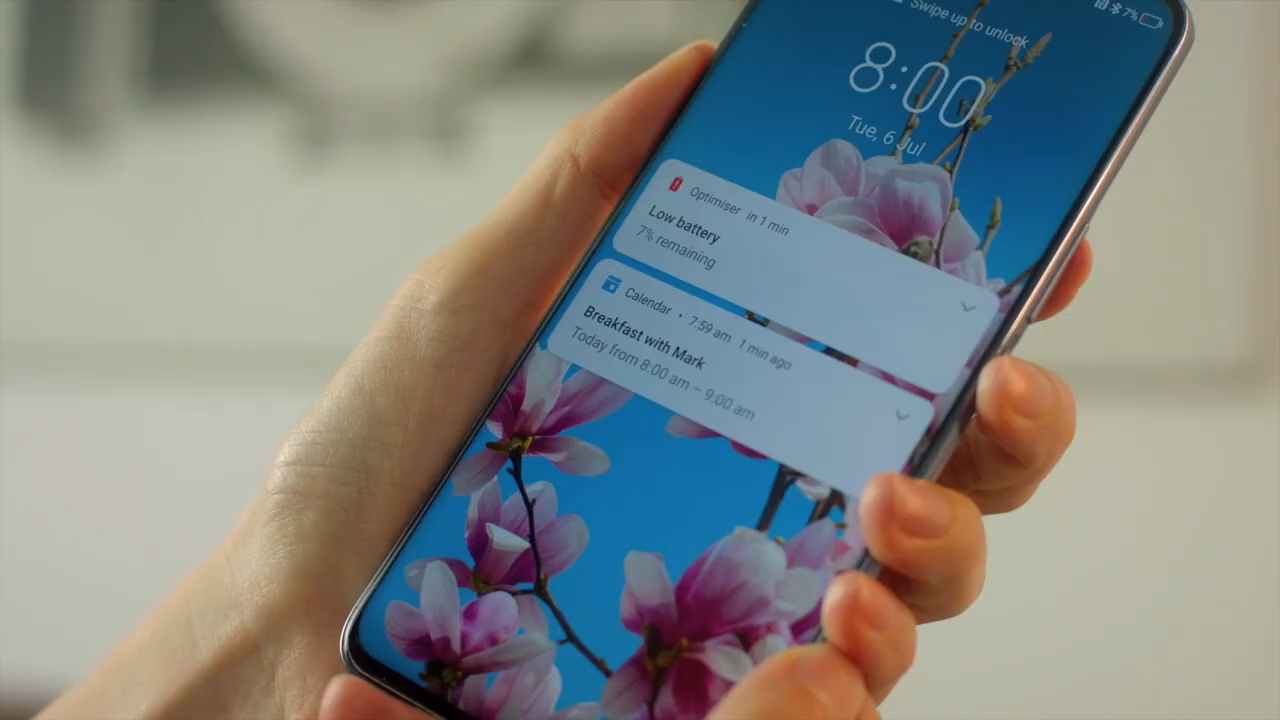 Swipe up to unlock
7%
8:00
Tue, 6 Jul
Optimiser in 1 min
Low battery
7% remaining
Calendar • 7:59 am 1 min ago
Breakfast with Mark
Today from 8:00 am – 9:00 am